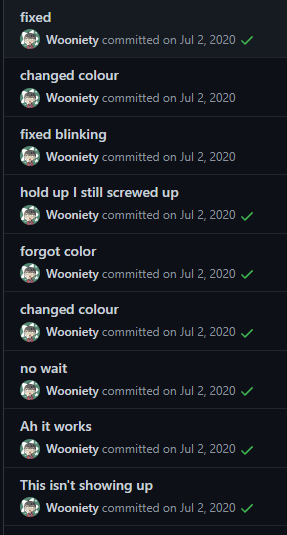 fixed
Wooniety committed on Jul 2, 2020
changed colour
Wooniety committed on Jul 2, 2020
fixed blinking
Wooniety committed on Jul 2, 2020
hold up I still screwed up
Wooniety committed on Jul 2, 2020
forgot color
Wooniety committed on Jul 2, 2020
changed colour
Wooniety committed on Jul 2, 2020
no wait
Wooniety committed on Jul 2, 2020
Ah it works
Wooniety committed on Jul 2, 2020
This isn't showing up
Wooniety committed on Jul 2, 2020